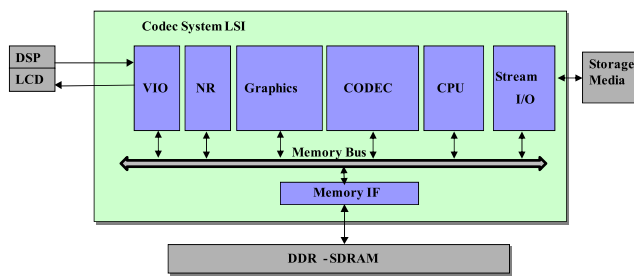 Codec System LSI
DSP
LCD
VIO
NR
Graphics
CODEC
CPU
Stream
I/O
Storage
Media
Memory Bus
Memory IF
DDR -SDRAM